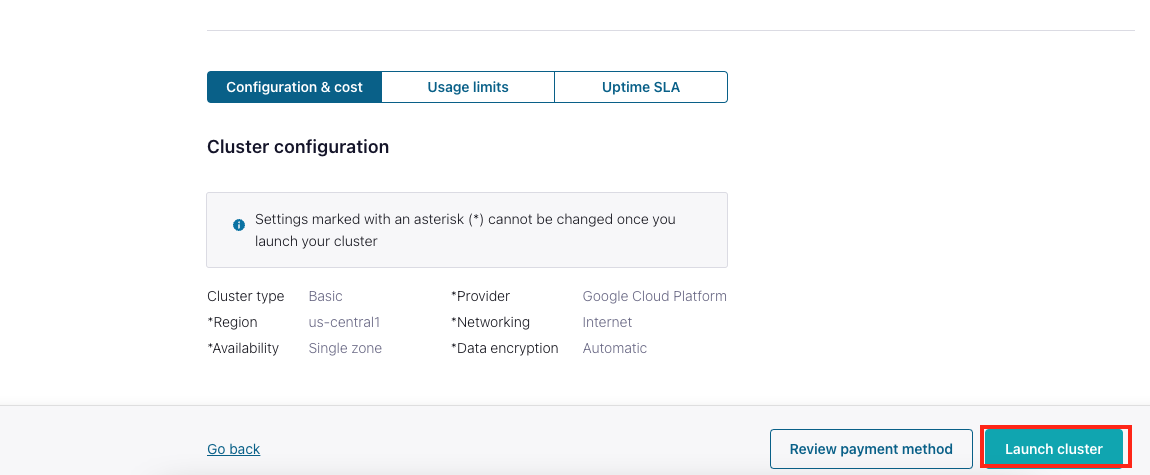 Configuration & cost Usage limits Uptime SLA
Cluster configuration
Settings marked with an asterisk (*) cannot be changed once you
launch your cluster
Cluster type Basic *Provider Google Cloud Platform
*Region us-central1 *Networking Internet
*Availability Single zone *Data encryption Automatic
Go back Review payment method Launch cluster